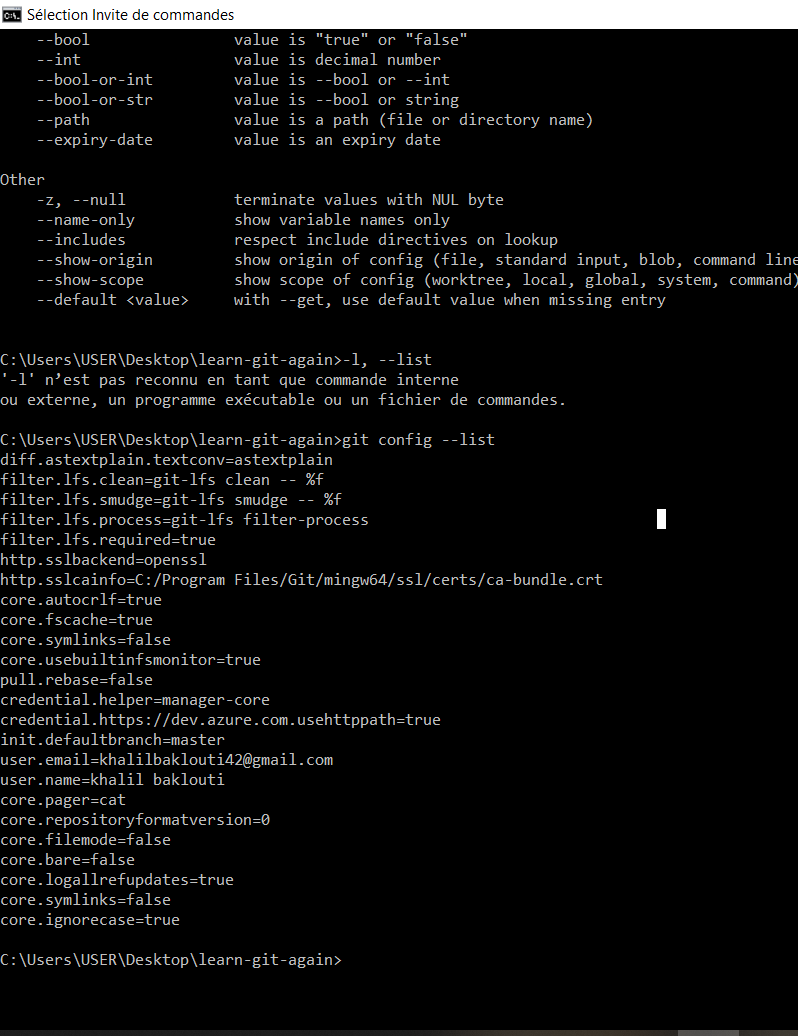 Sélection Invite de commandes
--bool value is "true" or "false"
--int value is decimal number
--bool-or-int value is --bool or --int
--bool-or-str value is --bool or string
--path value is a path (file or directory name)
--expiry-date value is an expiry date
Other
-z, --null terminate values with NUL byte
--name-only show variable names only
--includes respect include directives on lookup
--show-origin show origin of config (file, standard input, blob, command line
--show-scope show scope of config (worktree, local, global, system, command)
--default <value> with --get, use default value when missing entry
C:\Users\USER\Desktop\learn-git-again>-l, --list
'-l' n’est pas reconnu en tant que commande interne
ou externe, un programme exécutable ou un fichier de commandes.
C:\Users\USER\Desktop\learn-git-again>git config --list
diff.astextplain.textconv=astextplain
filter.lfs.clean=git-lfs clean -- %f
filter.lfs.smudge=git-lfs smudge -- %f
filter.lfs.process=git-lfs filter-process
filter.lfs.required=true
http.sslbackend=openssl
http.sslcainfo=C:/Program Files/Git/mingw64/ssl/certs/ca-bundle.crt
core.autocrlf=true
core.fscache=true
core.symlinks=false
core.usebuiltinfsmonitor=true
pull.rebase=false
credential.helper=manager-core
credential.https://dev.azure.com.usehttppath=true
init.defaultbranch=master
user.email=khalilbaklouti42@gmail.com
user.name=khalil baklouti
core.pager=cat
core.repositoryformatversion=0
core.filemode=false
core.bare=false
core.logallrefupdates=true
core.symlinks=false
core.ignorecase=true
C:\Users\USER\Desktop\learn-git-again>